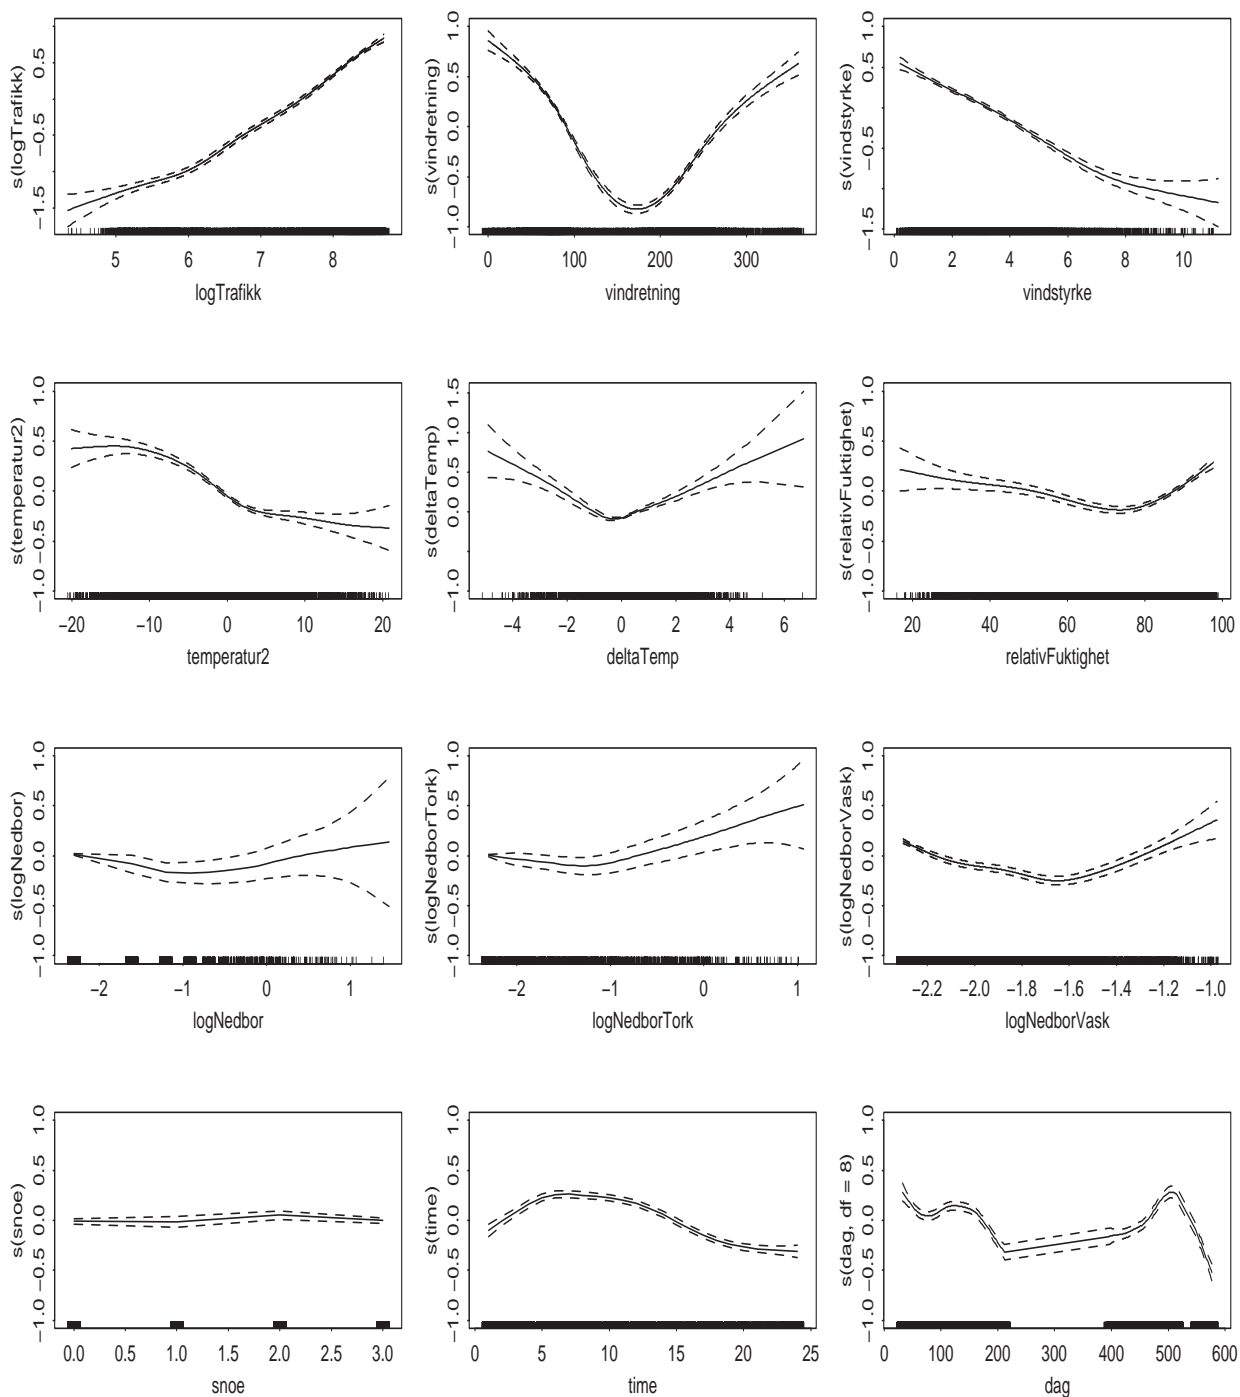 s(logTrafikk)
0.5
−0.5
−1.5
5 6 7 8
logTrafikk
s(vindretning)
1.0
0.5
0.0
−0.5
−1.0
0 100 200 300
vindretning
s(vindstyrke)
0.5
−0.5
−1.5
0 2 4 6 8 10
vindstyrke
s(temperatur2)
1.0
0.5
0.0
−0.5
−1.0
−20 −10 0 10 20
temperatur2
s(deltaTemp)
1.5
1.0
0.5
0.0
−1.0
−4 −2 0 2 4 6
deltaTemp
s(relativFuktighet)
1.0
0.5
0.0
−0.5
−1.0
20 40 60 80 100
relativFuktighet
s(logNedbor)
1.0
0.5
0.0
−0.5
−1.0
−2 −1 0 1
logNedbor
s(logNedborTork)
1.0
0.5
0.0
−0.5
−1.0
−2 −1 0 1
logNedborTork
s(logNedborVask)
1.0
0.5
0.0
−0.5
−1.0
−2.2 −2.0 −1.8 −1.6 −1.4 −1.2 −1.0
logNedborVask
s(snoe)
1.0
0.5
0.0
−0.5
−1.0
0.0 0.5 1.0 1.5 2.0 2.5 3.0
snoe
s(time)
1.0
0.5
0.0
−0.5
−1.0
0 5 10 15 20 25
time
s(dag, df = 8)
1.0
0.5
0.0
−0.5
−1.0
0 100 200 300 400 500 600
dag